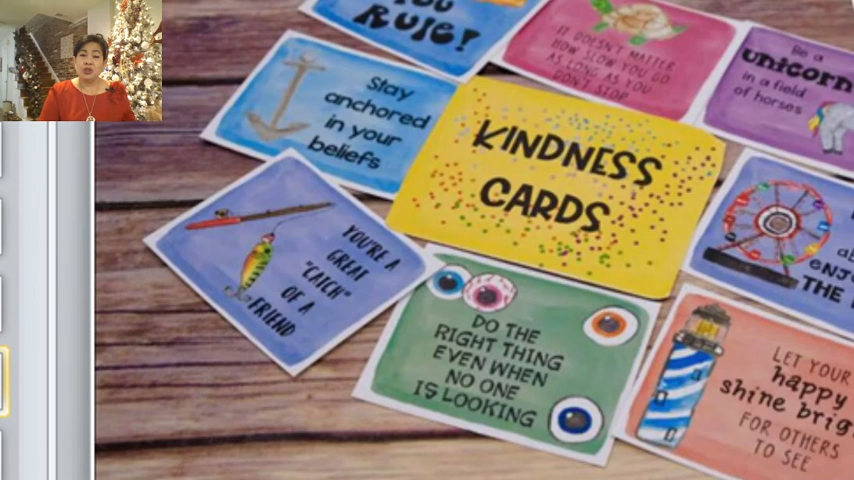 RULE!
IT DOESN'T MATTER
HOW SLOW YOU GO
AS LONG AS YOU
DON'T STOP
Be a
unicorn
in a field
of horses
Stay
anchored
in your
beliefs
KINDNESS
CARDS
YOU'RE A
GREAT
"CATCH"
OF A
FRIEND
DO THE
RIGHT THING
EVEN WHEN
NO ONE
IS LOOKING
THE
LET YOUR
happy
shine
FOR OTHERS
TO SEE